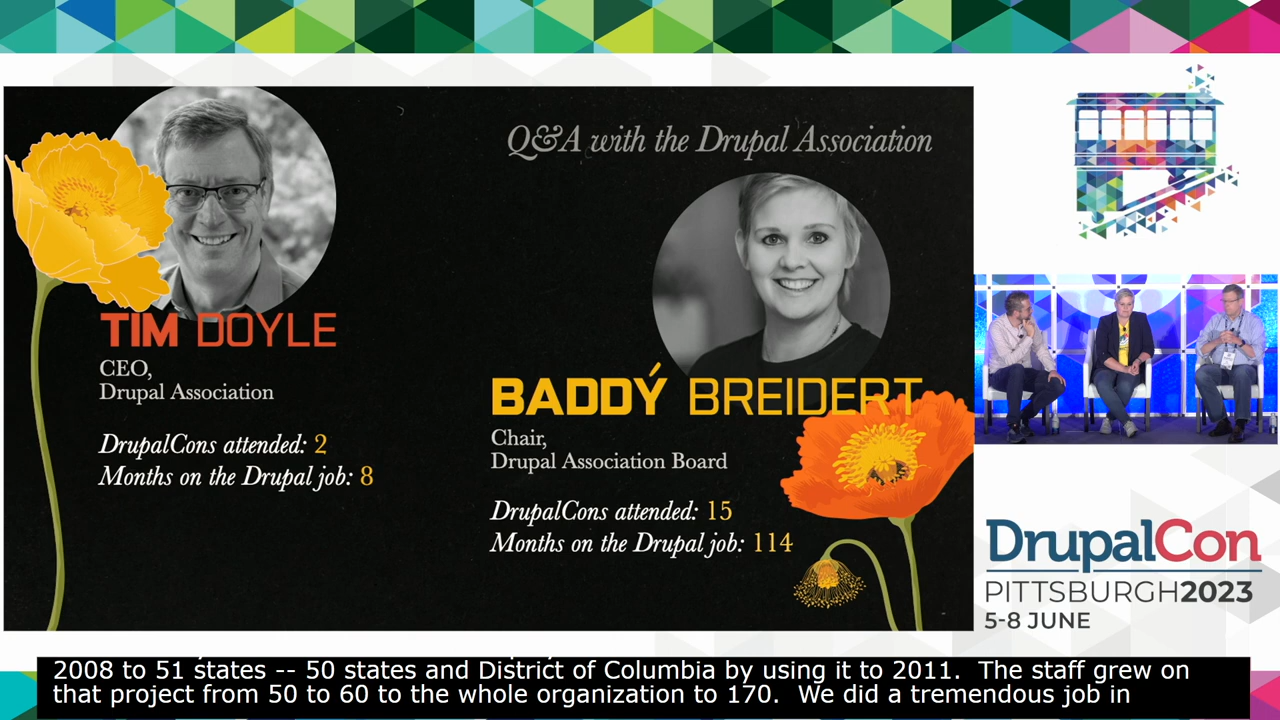 Q&A with the Drupal Association
TIM DOYLE
CEO,
Drupal Association
DrupalCons attended: 2
Months on the Drupal job: 8
BADDÝ BREIDERT
Chair,
Drupal Association Board
DrupalCons attended: 15
Months on the Drupal job: 114
DrupalCon
PITTSBURGH2023
5-8 JUNE
2008 to 51 states -- 50 states and District of Columbia by using it to 2011.  The staff grew on
that project from 50 to 60 to the whole organization to 170.  We did a tremendous job in